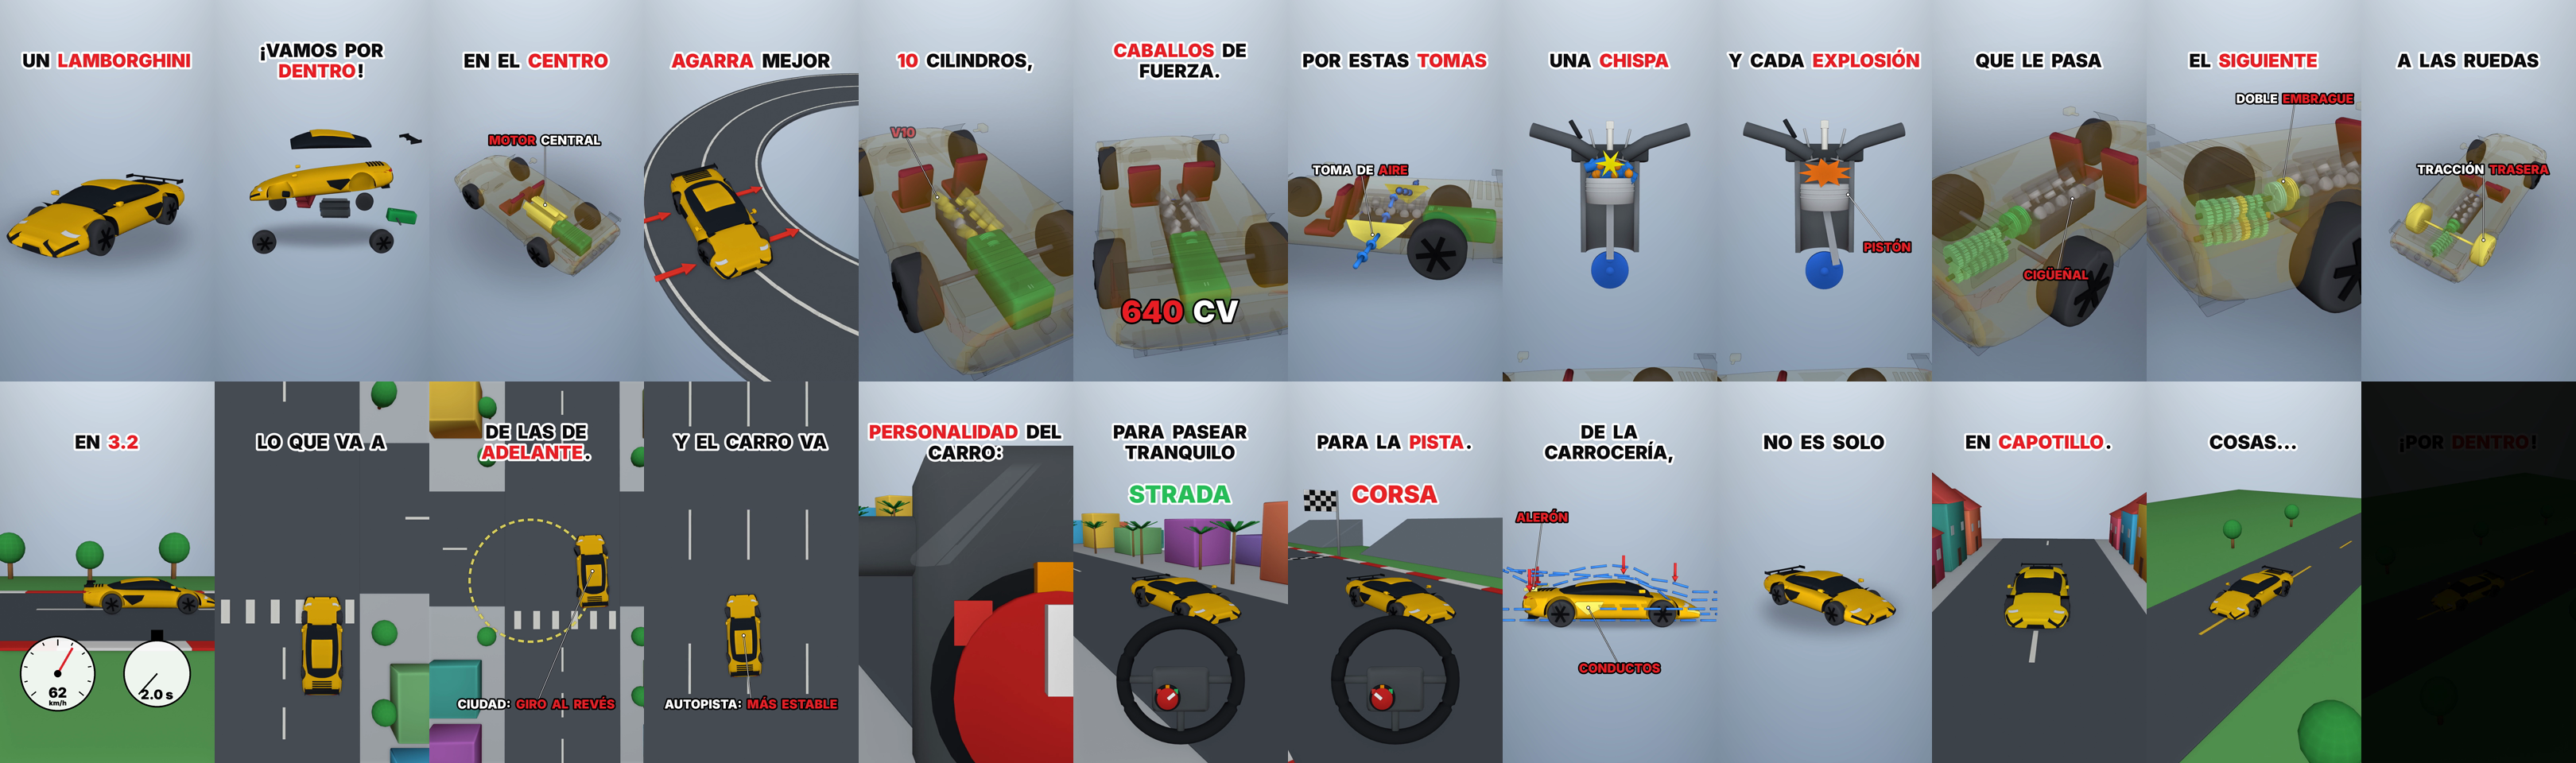 UN LAMBORGHINI
¡VAMOS POR
DENTRO!
EN EL CENTRO
MOTOR CENTRAL
AGARRA MEJOR
10 CILINDROS,
V10
CABALLOS DE
FUERZA.
640 CV
POR ESTAS TOMAS
TOMA DE AIRE
UNA CHISPA
Y CADA EXPLOSIÓN
PISTÓN
QUE LE PASA
CIGÜEÑAL
EL SIGUIENTE
DOBLE EMBRAGUE
A LAS RUEDAS
TRACCIÓN TRASERA
EN 3.2
62
km/h
2.0 s
LO QUE VA A
DE LAS DE
ADELANTE.
CIUDAD: GIRO AL REVÉS
Y EL CARRO VA
AUTOPISTA: MÁS ESTABLE
PERSONALIDAD DEL
CARRO:
PARA PASEAR
TRANQUILO
STRADA
PARA LA PISTA.
CORSA
DE LA
CARROCERÍA,
ALERÓN
CONDUCTOS
NO ES SOLO
EN CAPOTILLO.
COSAS...
¡POR DENTRO!